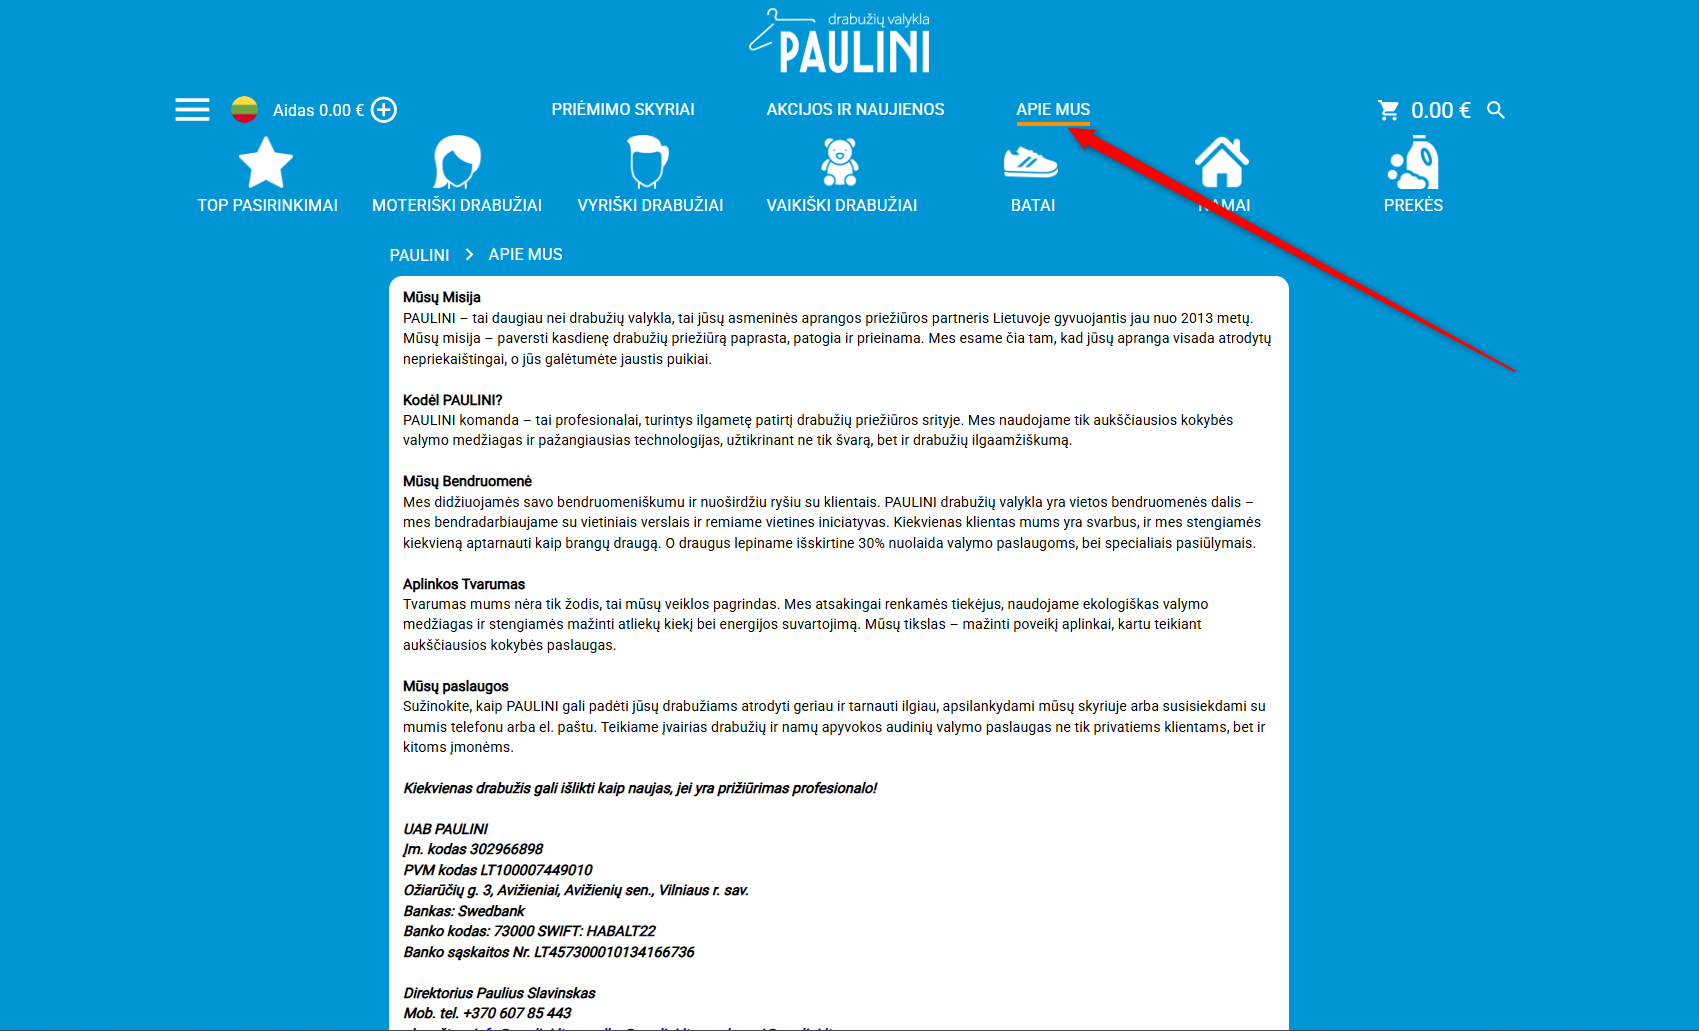 drabužių valykla
PAULINI
Aidas 0.00 €
PRIĖMIMO SKYRIAI
AKCIJOS IR NAUJIENOS
APIE MUS
0.00 €
TOP PASIRINKIMAI
MOTERIŠKI DRABUŽIAI
VYRIŠKI DRABUŽIAI
VAIKIŠKI DRABUŽIAI
BATAI
NAMAI
PREKĖS
PAULINI > APIE MUS
Mūsų Misija
PAULINI – tai daugiau nei drabužių valykla, tai jūsų asmeninės aprangos priežiūros partneris Lietuvoje gyvuojantis jau nuo 2013 metų.
Mūsų misija – paversti kasdienę drabužių priežiūrą paprasta, patogia ir prieinama. Mes esame čia tam, kad jūsų apranga visada atrodytų
nepriekaištingai, o jūs galėtumėte jaustis puikiai.
Kodėl PAULINI?
PAULINI komanda – tai profesionalai, turintys ilgametę patirtį drabužių priežiūros srityje. Mes naudojame tik aukščiausios kokybės
valymo medžiagas ir pažangiausias technologijas, užtikrinant ne tik švarą, bet ir drabužių ilgaamžiškumą.
Mūsų Bendruomenė
Mes didžiuojamės savo bendruomeniškumu ir nuoširdžiu ryšiu su klientais. PAULINI drabužių valykla yra vietos bendruomenės dalis –
mes bendradarbiaujame su vietiniais verslais ir remiame vietines iniciatyvas. Kiekvienas klientas mums yra svarbus, ir mes stengiamės
kiekvieną aptarnauti kaip brangų draugą. O draugus lepiname išskirtine 30% nuolaida valymo paslaugoms, bei specialiais pasiūlymais.
Aplinkos Tvarumas
Tvarumas mums nėra tik žodis, tai mūsų veiklos pagrindas. Mes atsakingai renkamės tiekėjus, naudojame ekologiškas valymo
medžiagas ir stengiamės mažinti atliekų kiekį bei energijos suvartojimą. Mūsų tikslas – mažinti poveikį aplinkai, kartu teikiant
aukščiausios kokybės paslaugas.
Mūsų paslaugos
Sužinokite, kaip PAULINI gali padėti jūsų drabužiams atrodyti geriau ir tarnauti ilgiau, apsilankydami mūsų skyriuje arba susisiekdami su
mumis telefonu arba el. paštu. Teikiame įvairias drabužių ir namų apyvokos audinių valymo paslaugas ne tik privatiems klientams, bet ir
kitoms įmonėms.
Kiekvienas drabužis gali išlikti kaip naujas, jei yra prižiūrimas profesionalo!
UAB PAULINI
Įm. kodas 302966898
PVM kodas LT100007449010
Ožiarūčių g. 3, Avižieniai, Avižienių sen., Vilniaus r. sav.
Bankas: Swedbank
Banko kodas: 73000 SWIFT: HABALT22
Banko sąskaitos Nr. LT457300010134166736
Direktorius Paulius Slavinskas
Mob. tel. +370 607 85 443